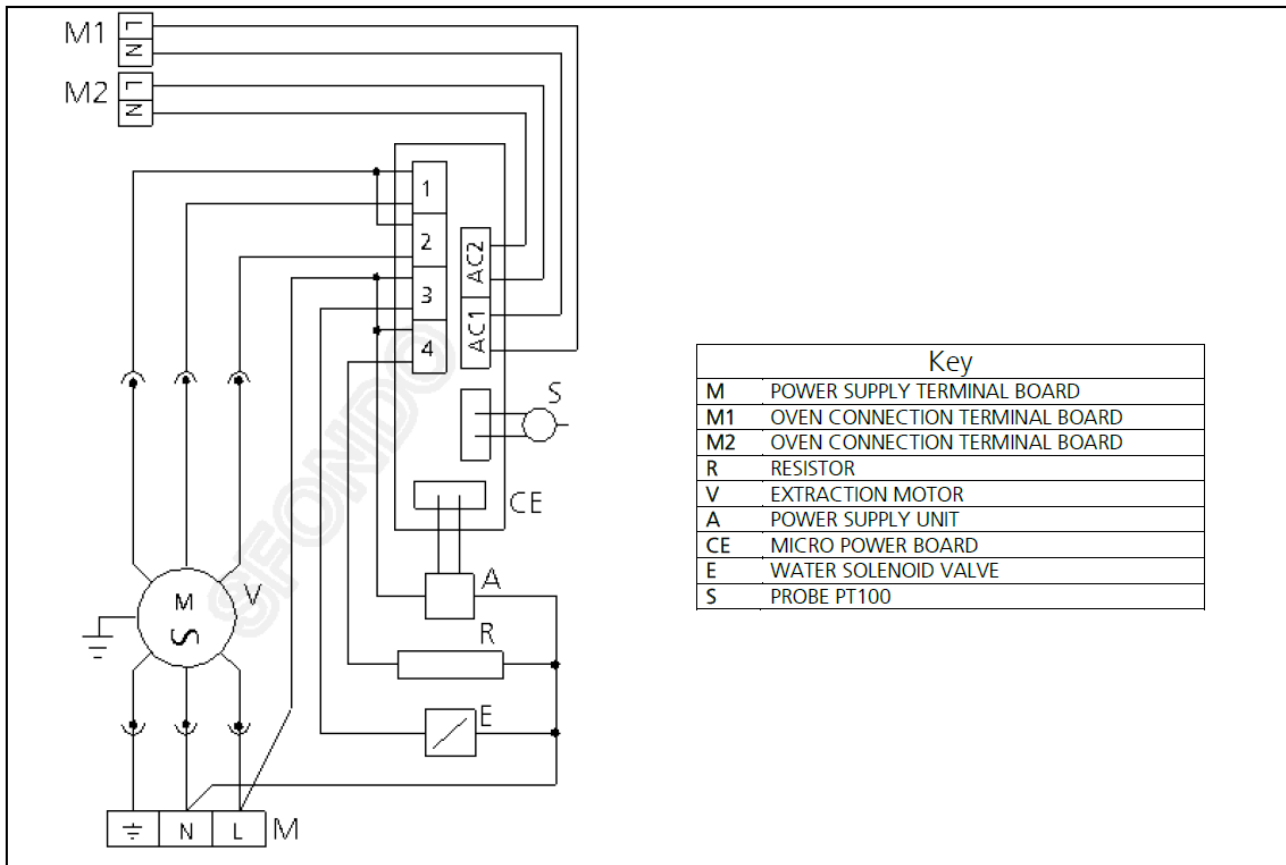 M1 L N
M2 L N
1
2
3
4
AC2
AC1
S
CE
A
R
E
M
V
N L M
SFONDO
Key
M POWER SUPPLY TERMINAL BOARD
M1 OVEN CONNECTION TERMINAL BOARD
M2 OVEN CONNECTION TERMINAL BOARD
R RESISTOR
V EXTRACTION MOTOR
A POWER SUPPLY UNIT
CE MICRO POWER BOARD
E WATER SOLENOID VALVE
S PROBE PT100